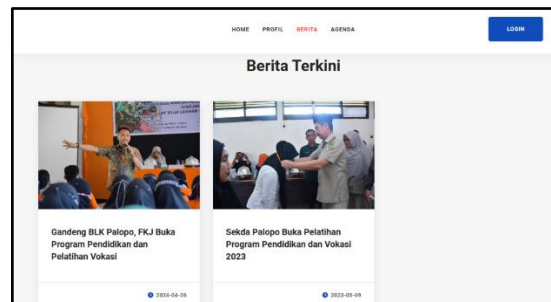 HOME PROFIL BERITA AGENDA LOGIN
Berita Terkini
Gandeng BLK Palopo, FKJ Buka
Program Pendidikan dan
Pelatihan Vokasi
2024-04-26
Sekda Palopo Buka Pelatihan
Program Pendidikan dan Vokasi
2023
2023-05-09